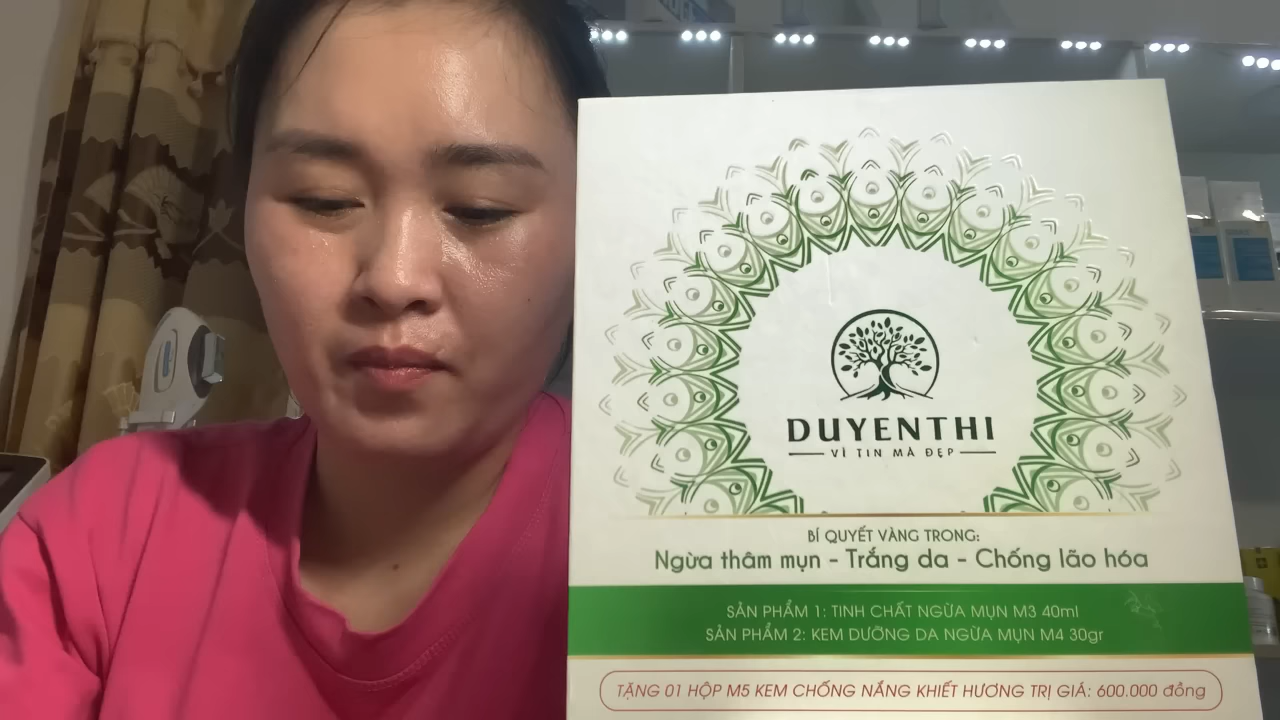 DUYENTHI
VÌ TIN MÀ ĐẸP
BÍ QUYẾT VÀNG TRONG:
Ngừa thâm mụn - Trắng da - Chống lão hóa
SẢN PHẨM 1: TINH CHẤT NGỪA MỤN M3 40ml
SẢN PHẨM 2: KEM DƯỠNG DA NGỪA MỤN M4 30gr
TẶNG 01 HỘP M5 KEM CHỐNG NẮNG KHIẾT HƯƠNG TRỊ GIÁ: 600.000 đồng